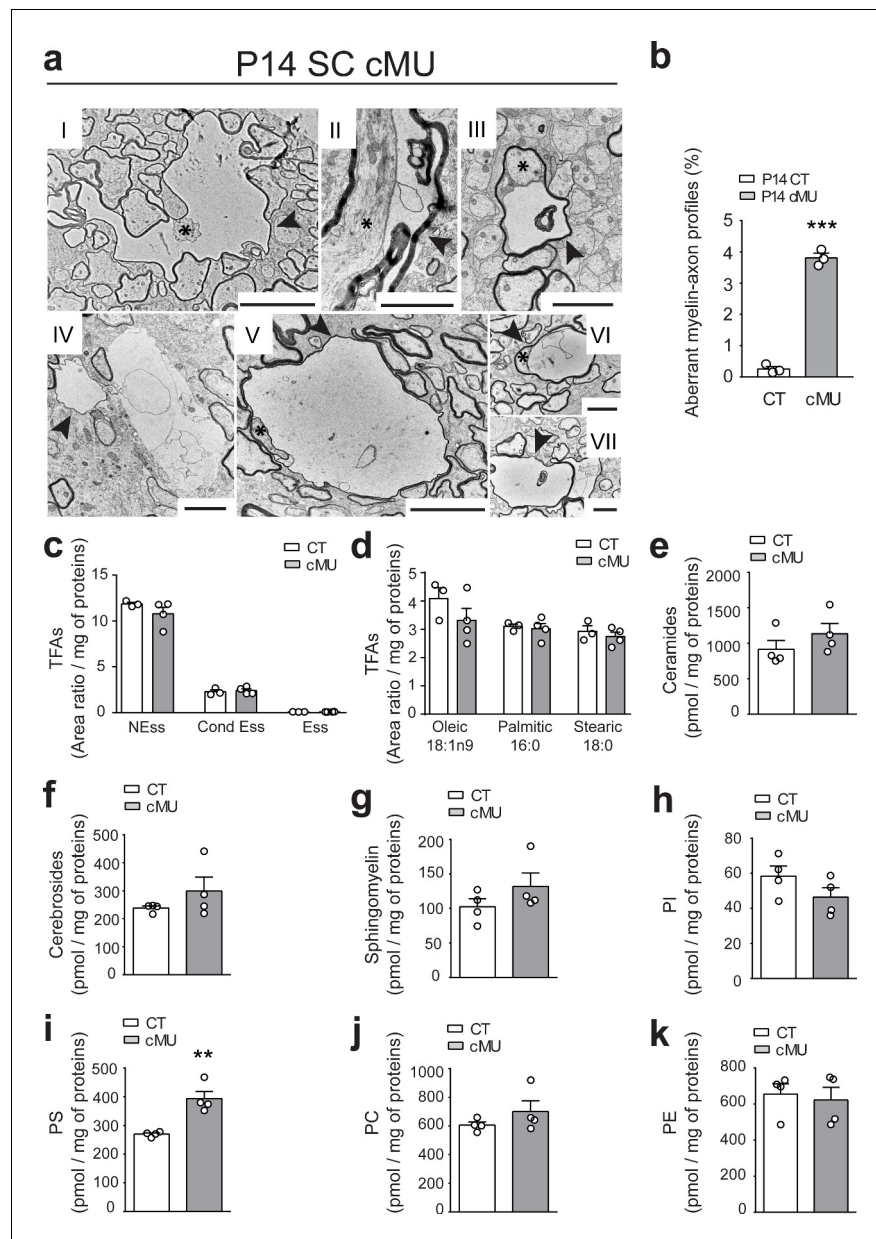 a
P14 SC cMU
b
I
II
III
*
*
*
IV
V
VI
*
*
VII
Aberrant myelin-axon profiles (%)
P14 CT
P14 cMU
***
5
4
3
2
1
0
CT
cMU
c
CT
cMU
TFAs
(Area ratio / mg of proteins)
15
10
5
0
NEss
Cond Ess
Ess
d
CT
cMU
TFAs
(Area ratio / mg of proteins)
5
4
3
2
1
0
Oleic
18:1n9
Palmitic
16:0
Stearic
18:0
e
CT
cMU
Ceramides
(pmol / mg of proteins)
2000
1500
1000
500
0
f
CT
cMU
Cerebrosides
(pmol / mg of proteins)
500
400
300
200
100
0
g
CT
cMU
Sphingomyelin
(pmol / mg of proteins)
200
150
100
50
0
h
CT
cMU
PI
(pmol / mg of proteins)
80
60
40
20
0
i
CT
cMU
**
PS
(pmol / mg of proteins)
500
400
300
200
100
0
j
CT
cMU
PC
(pmol / mg of proteins)
1000
800
600
400
200
0
k
CT
cMU
PE
(pmol / mg of proteins)
800
600
400
200
0